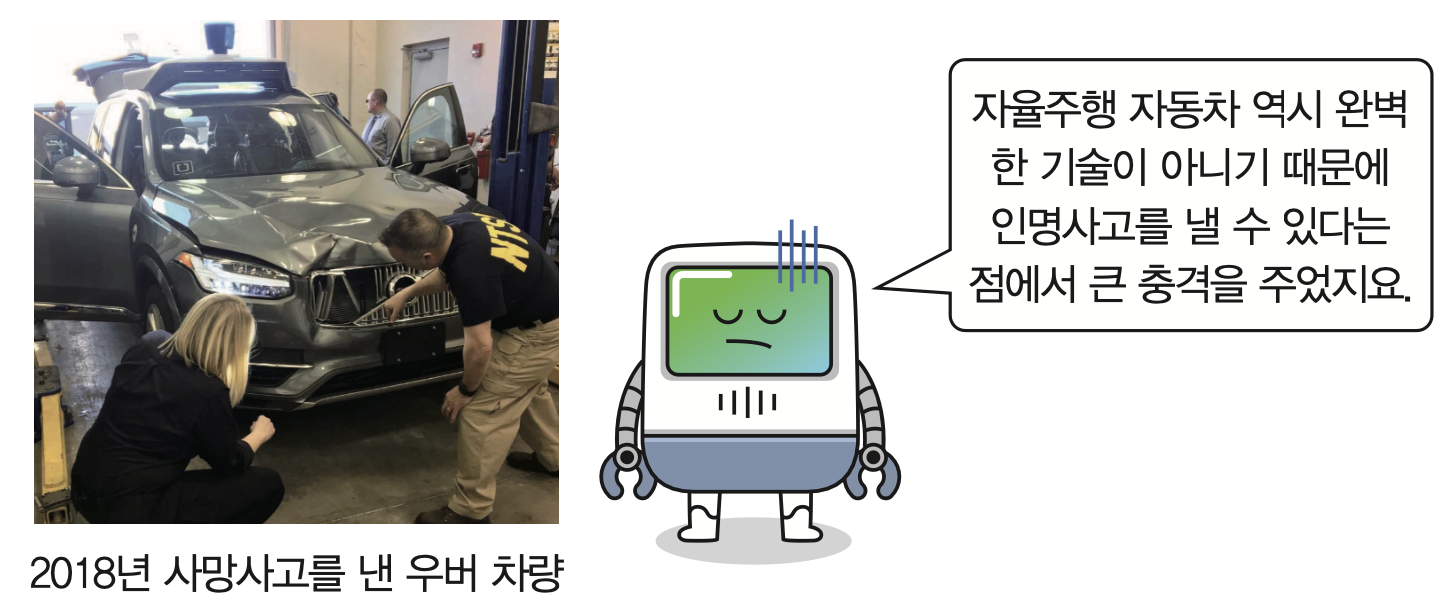 NTSB
2018년 사망사고를 낸 우버 차량
자율주행 자동차 역시 완벽
한 기술이 아니기 때문에
인명사고를 낼 수 있다는
점에서 큰 충격을 주었지요.